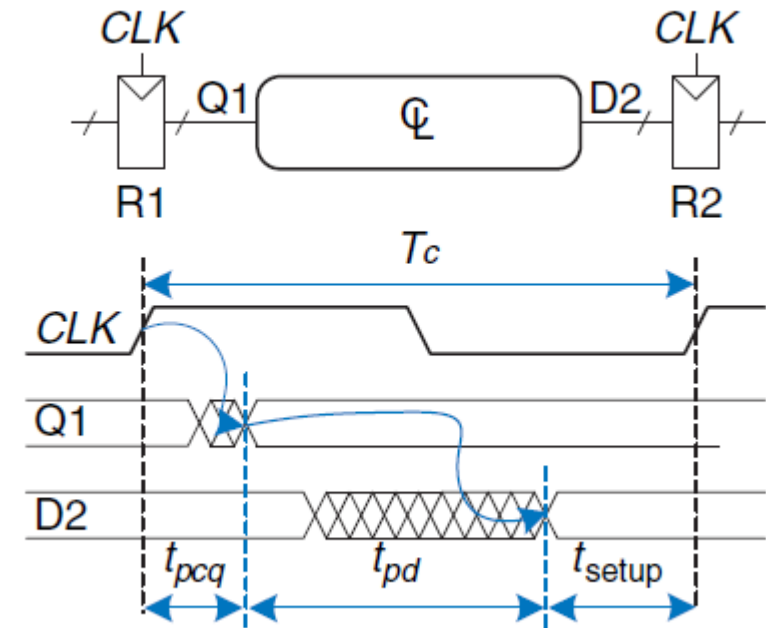 CLK CLK
Q1 CL D2
R1 R2
Tc
CLK
Q1
D2
tpcq tpd tsetup